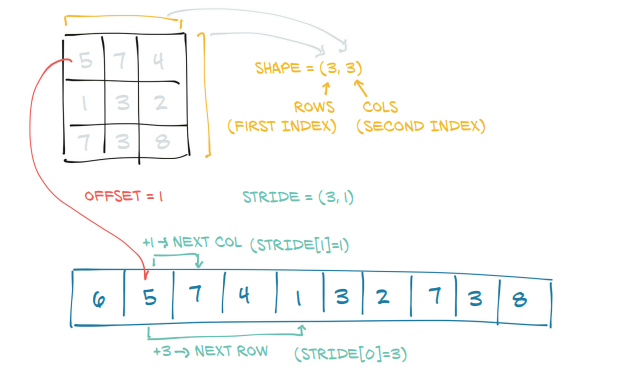 5 7 4
1 3 2
7 3 8
SHAPE = (3, 3)
ROWS
(FIRST INDEX)
COLS
(SECOND INDEX)
OFFSET = 1
STRIDE = (3, 1)
+1 → NEXT COL (STRIDE[1]=1)
6 5 7 4 1 3 2 7 3 8
+3 → NEXT ROW (STRIDE[0]=3)